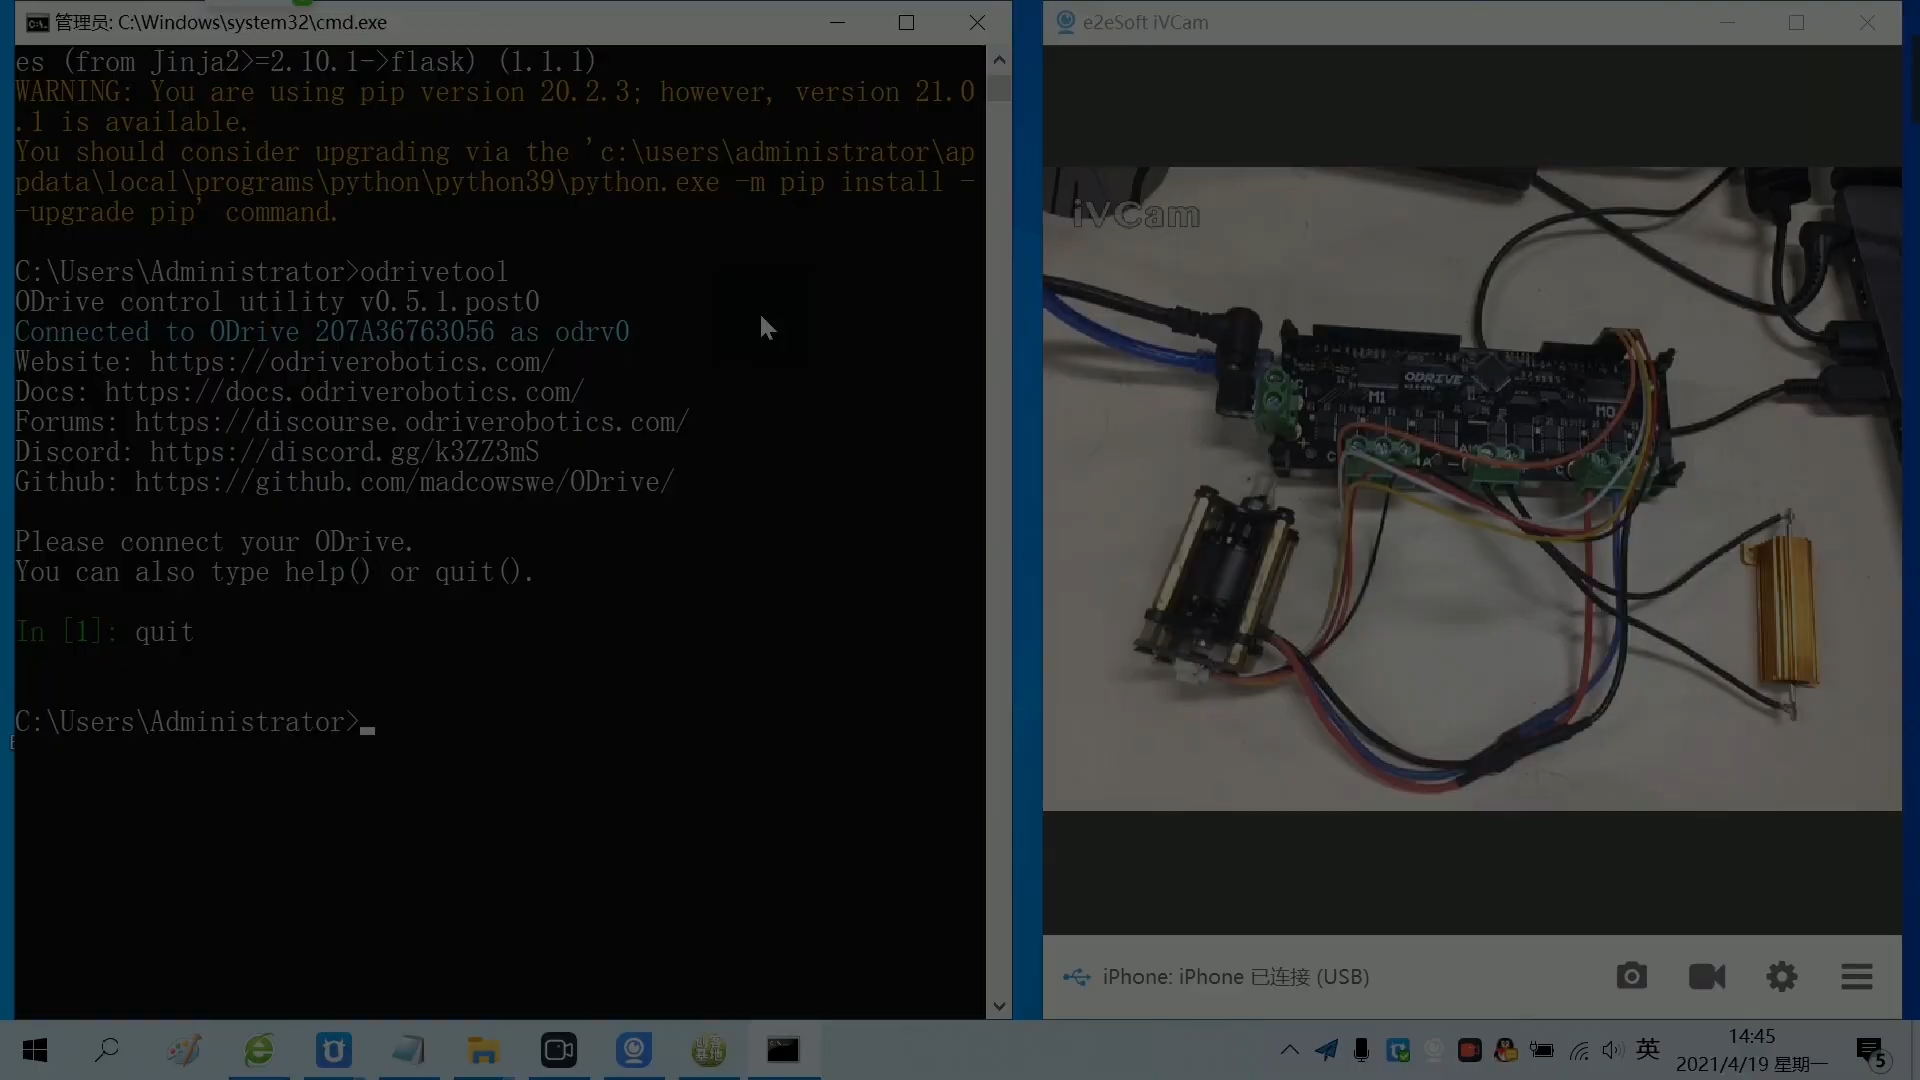 管理员: C:\Windows\system32\cmd.exe
es (from Jinja2>=2.10.1->flask) (1.1.1)
WARNING: You are using pip version 20.2.3; however, version 21.0
.1 is available.
You should consider upgrading via the 'c:\users\administrator\ap
pdata\local\programs\python\python39\python.exe -m pip install -
-upgrade pip' command.
C:\Users\Administrator>odrivetool
ODrive control utility v0.5.1.post0
Connected to ODrive 207A36763056 as odrv0
Website: https://odriverobotics.com/
Docs: https://docs.odriverobotics.com/
Forums: https://discourse.odriverobotics.com/
Discord: https://discord.gg/k3ZZ3mS
Github: https://github.com/madcowswe/ODrive/
Please connect your ODrive.
You can also type help() or quit().
In [1]: quit
C:\Users\Administrator>
e2eSoft iVCam
iVCam
ODRIVE
M1
M0
iPhone: iPhone 已连接 (USB)
英
14:45
2021/4/19 星期一
5